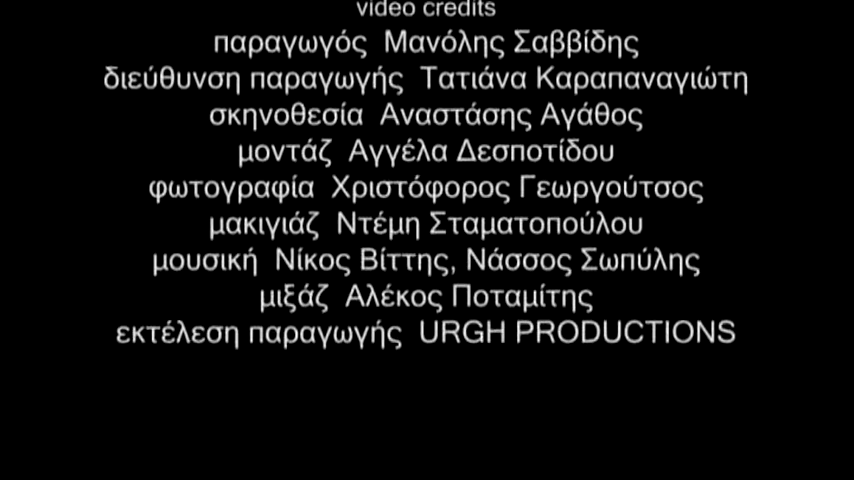 video credits
παραγωγός Μανόλης Σαββίδης
διεύθυνση παραγωγής Τατιάνα Καραπαναγιώτη
σκηνοθεσία Αναστάσης Αγάθος
μοντάζ Αγγέλα Δεσποτίδου
φωτογραφία Χριστόφορος Γεωργούτσος
μακιγιάζ Ντέμη Σταματοπούλου
μουσική Νίκος Βίττης, Νάσσος Σωπύλης
μιξάζ Αλέκος Ποταμίτης
εκτέλεση παραγωγής URGH PRODUCTIONS